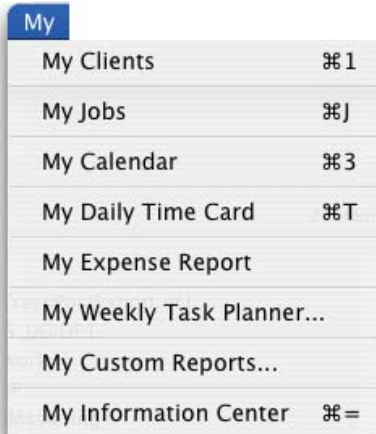 My
My Clients ⌘1
My Jobs ⌘J
My Calendar ⌘3
My Daily Time Card ⌘T
My Expense Report
My Weekly Task Planner...
My Custom Reports...
My Information Center ⌘=